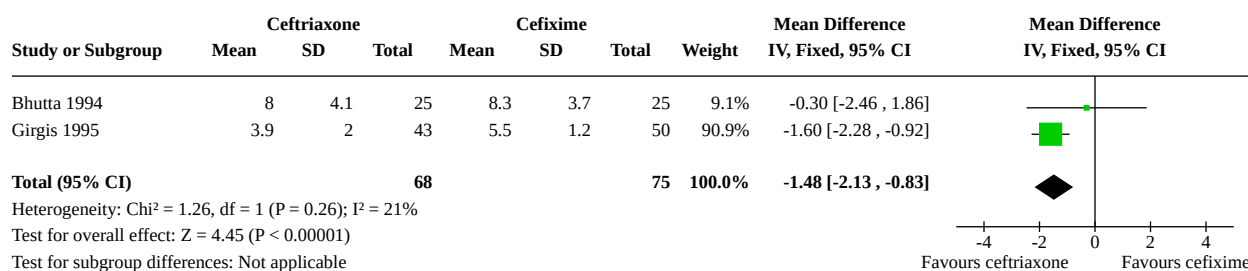 Ceftriaxone Cefixime Mean Difference Mean Difference
Study or Subgroup Mean SD Total Mean SD Total Weight IV, Fixed, 95% CI IV, Fixed, 95% CI
Bhutta 1994 8 4.1 25 8.3 3.7 25 9.1% -0.30 [-2.46 , 1.86]
Girgis 1995 3.9 2 43 5.5 1.2 50 90.9% -1.60 [-2.28 , -0.92]
Total (95% CI) 68 75 100.0% -1.48 [-2.13 , -0.83]
Heterogeneity: Chi² = 1.26, df = 1 (P = 0.26); I² = 21%
Test for overall effect: Z = 4.45 (P < 0.00001)
-4 -2 0 2 4
Test for subgroup differences: Not applicable Favours ceftriaxone Favours cefixime